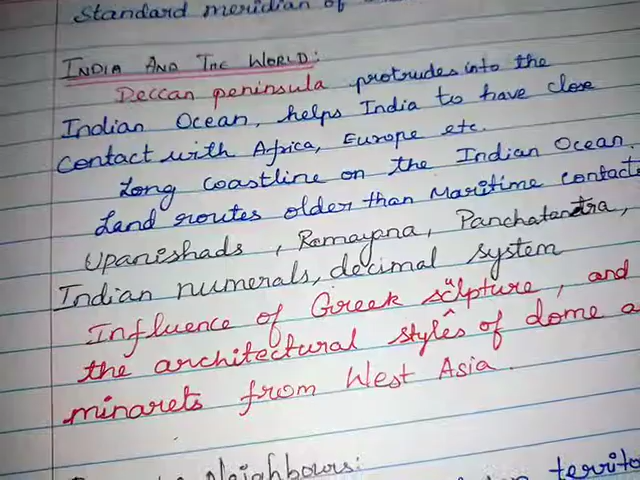 Standard meridian of
INDIA AND THE WORLD:
Deccan peninsula protrudes into the
Indian Ocean, helps India to have close
contact with Africa, Europe etc.
Long coastline on the Indian Ocean.
Land routes older than Maritime contacts
Upanishads, Ramayana, Panchatantra,
Indian numerals, decimal system
Influence of Greek sculpture, and
the architectural styles of dome a
minarets from West Asia.
Neighbours:
territo